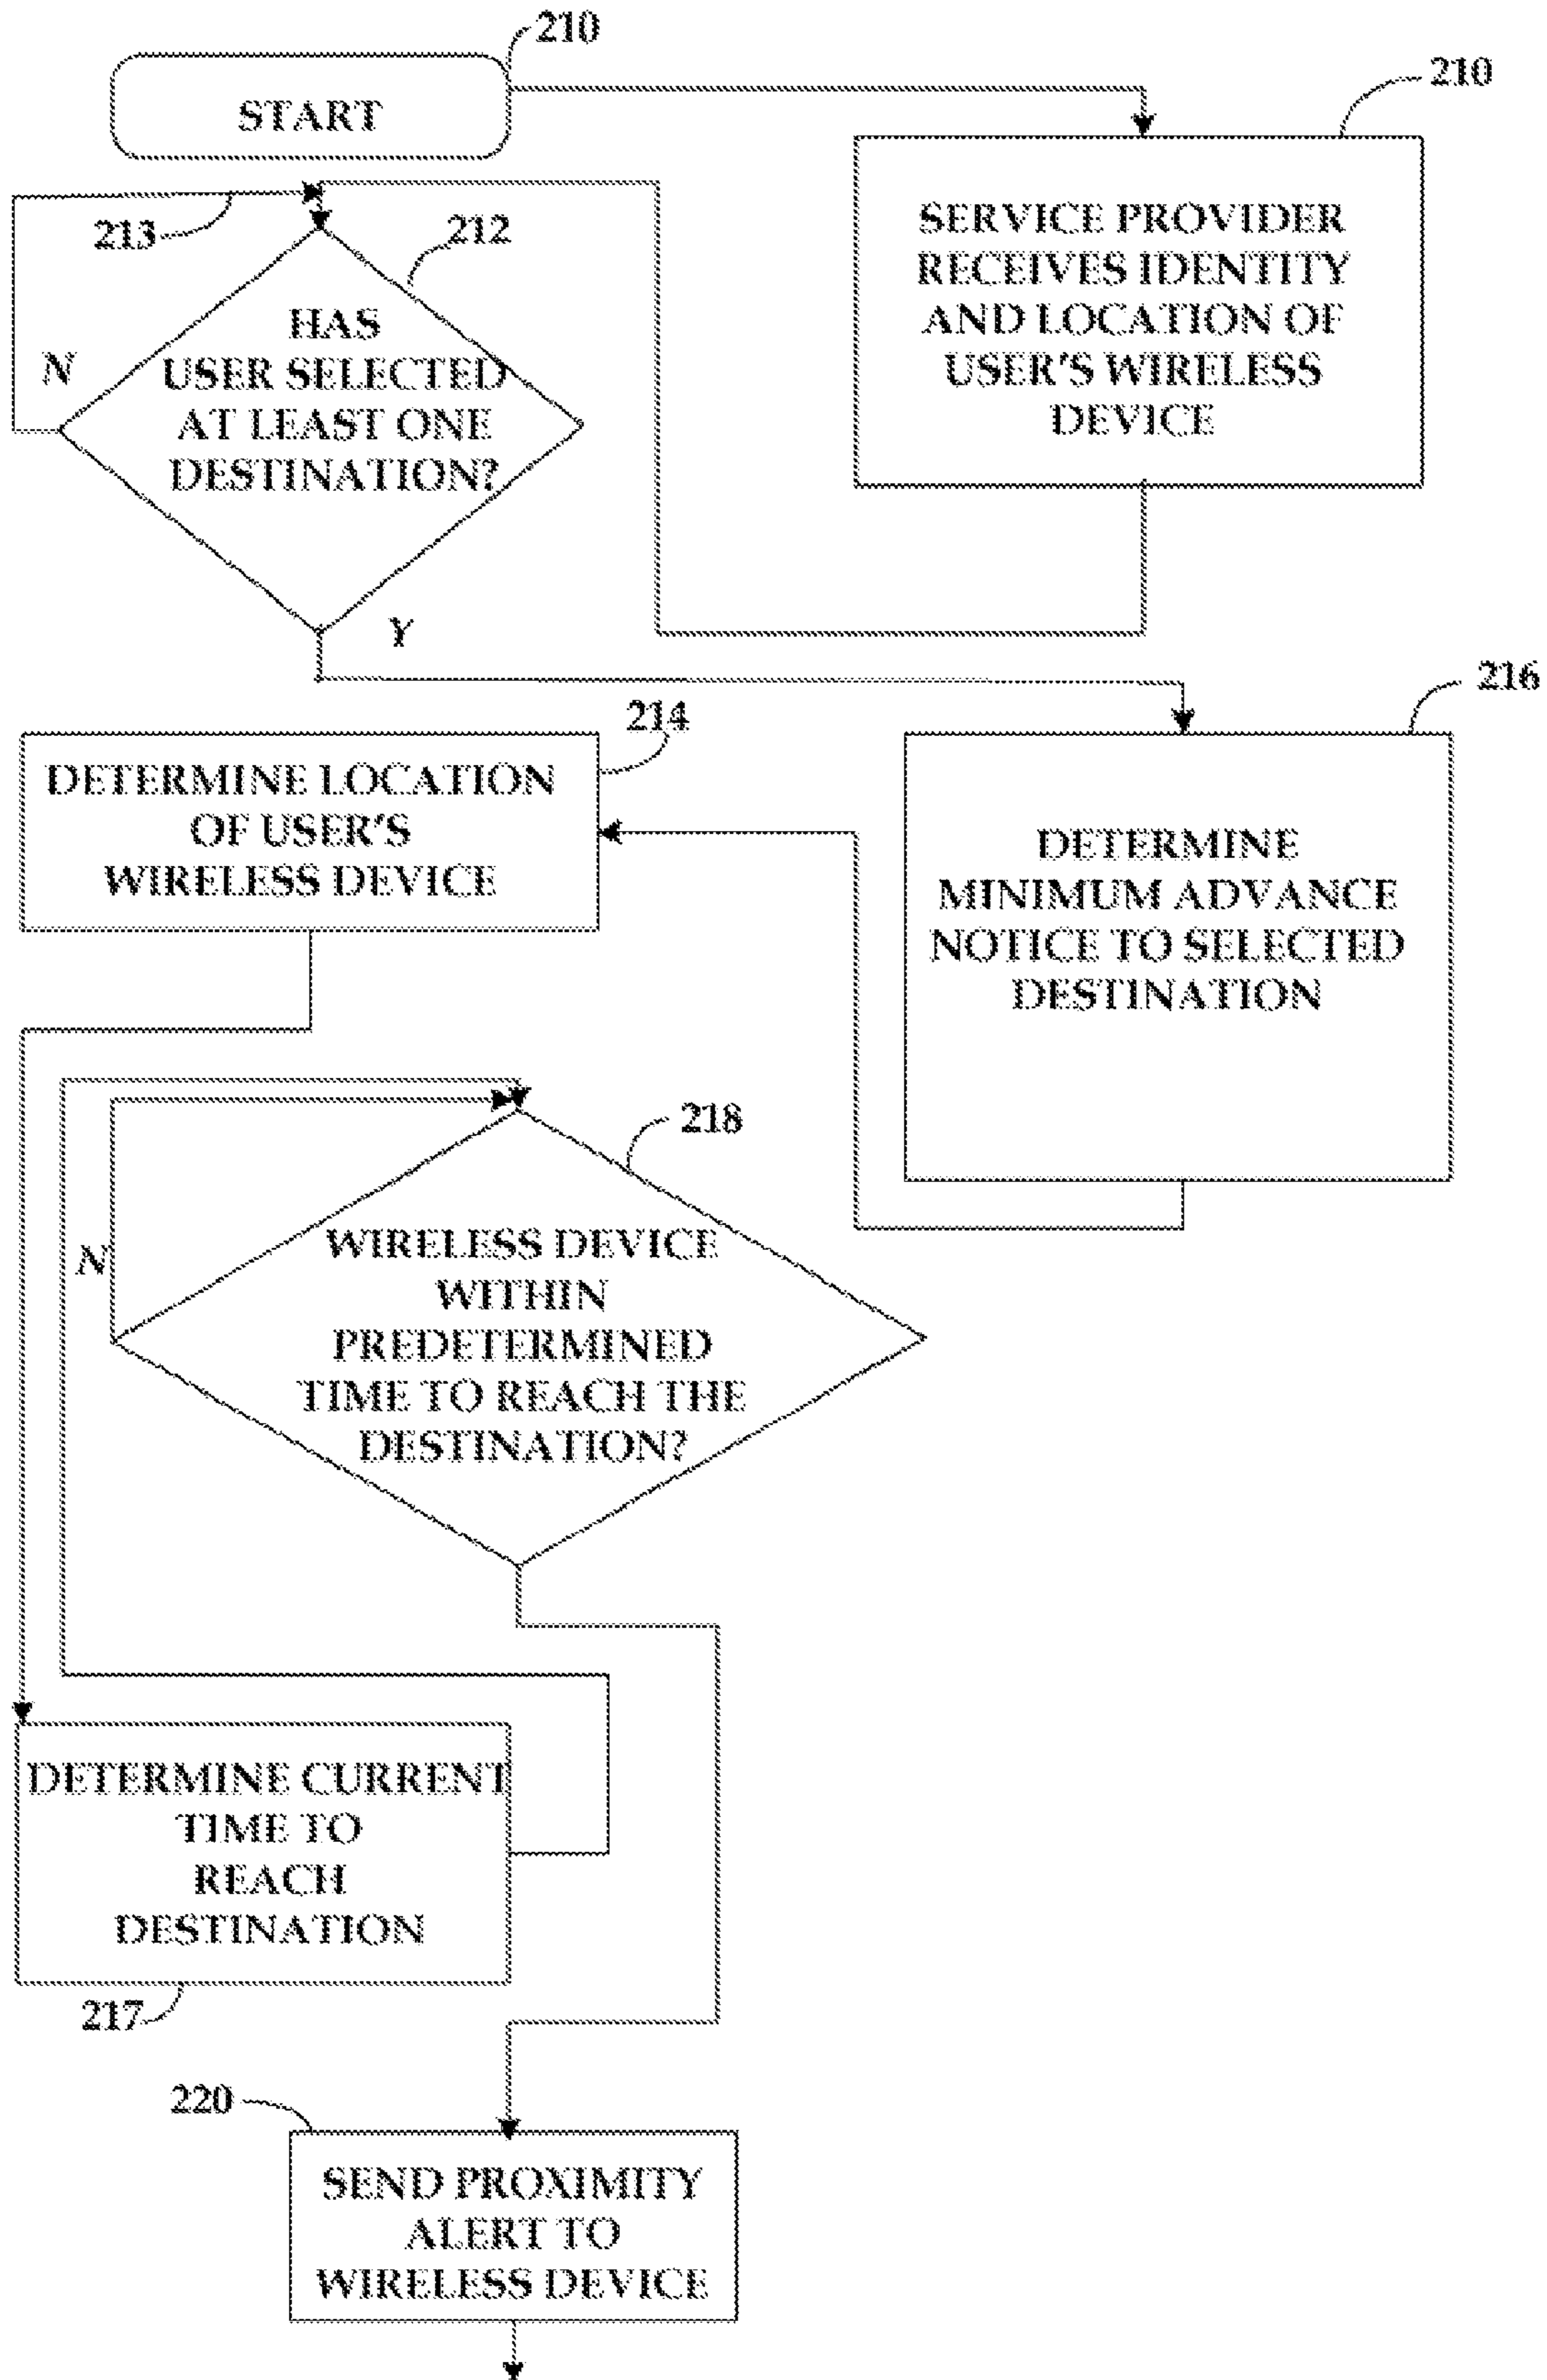 210
START
210
SERVICE PROVIDER
RECEIVES IDENTITY
AND LOCATION OF
USER'S WIRELESS
DEVICE
213
212
HAS
USER SELECTED
AT LEAST ONE
DESTINATION?
N
Y
216
DETERMINE
MINIMUM ADVANCE
NOTICE TO SELECTED
DESTINATION
214
DETERMINE LOCATION
OF USER'S
WIRELESS DEVICE
218
WIRELESS DEVICE
WITHIN
PREDETERMINED
TIME TO REACH THE
DESTINATION?
N
DETERMINE CURRENT
TIME TO
REACH
DESTINATION
217
220
SEND PROXIMITY
ALERT TO
WIRELESS DEVICE